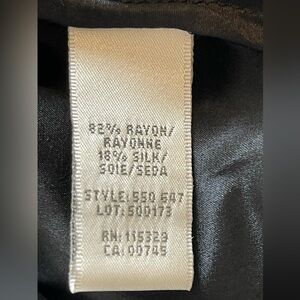 82% RAYON/
RAYONNE
18% SILK/
SOIE/SEDA
STYLE: 550 647
LOT: 500173
RN: 115323
CA: 00745